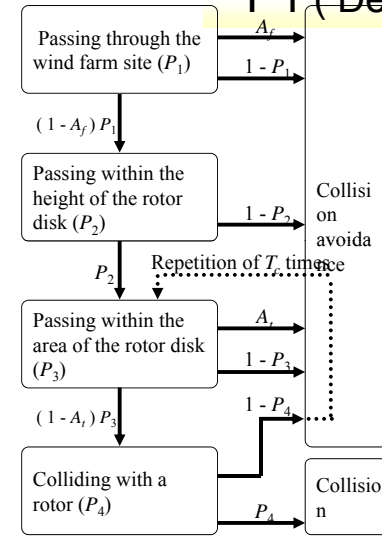 Passing through the
wind farm site (P1)
Af
1 - P1
( 1 - Af ) P1
Passing within the
height of the rotor
disk (P2)
1 - P2
Collisi
on
avoida
nce
P2
Repetition of Tc times
Passing within the
area of the rotor disk
(P3)
At
1 - P3
( 1 - At ) P3
1 - P4
Colliding with a
rotor (P4)
P4
Collisio
n